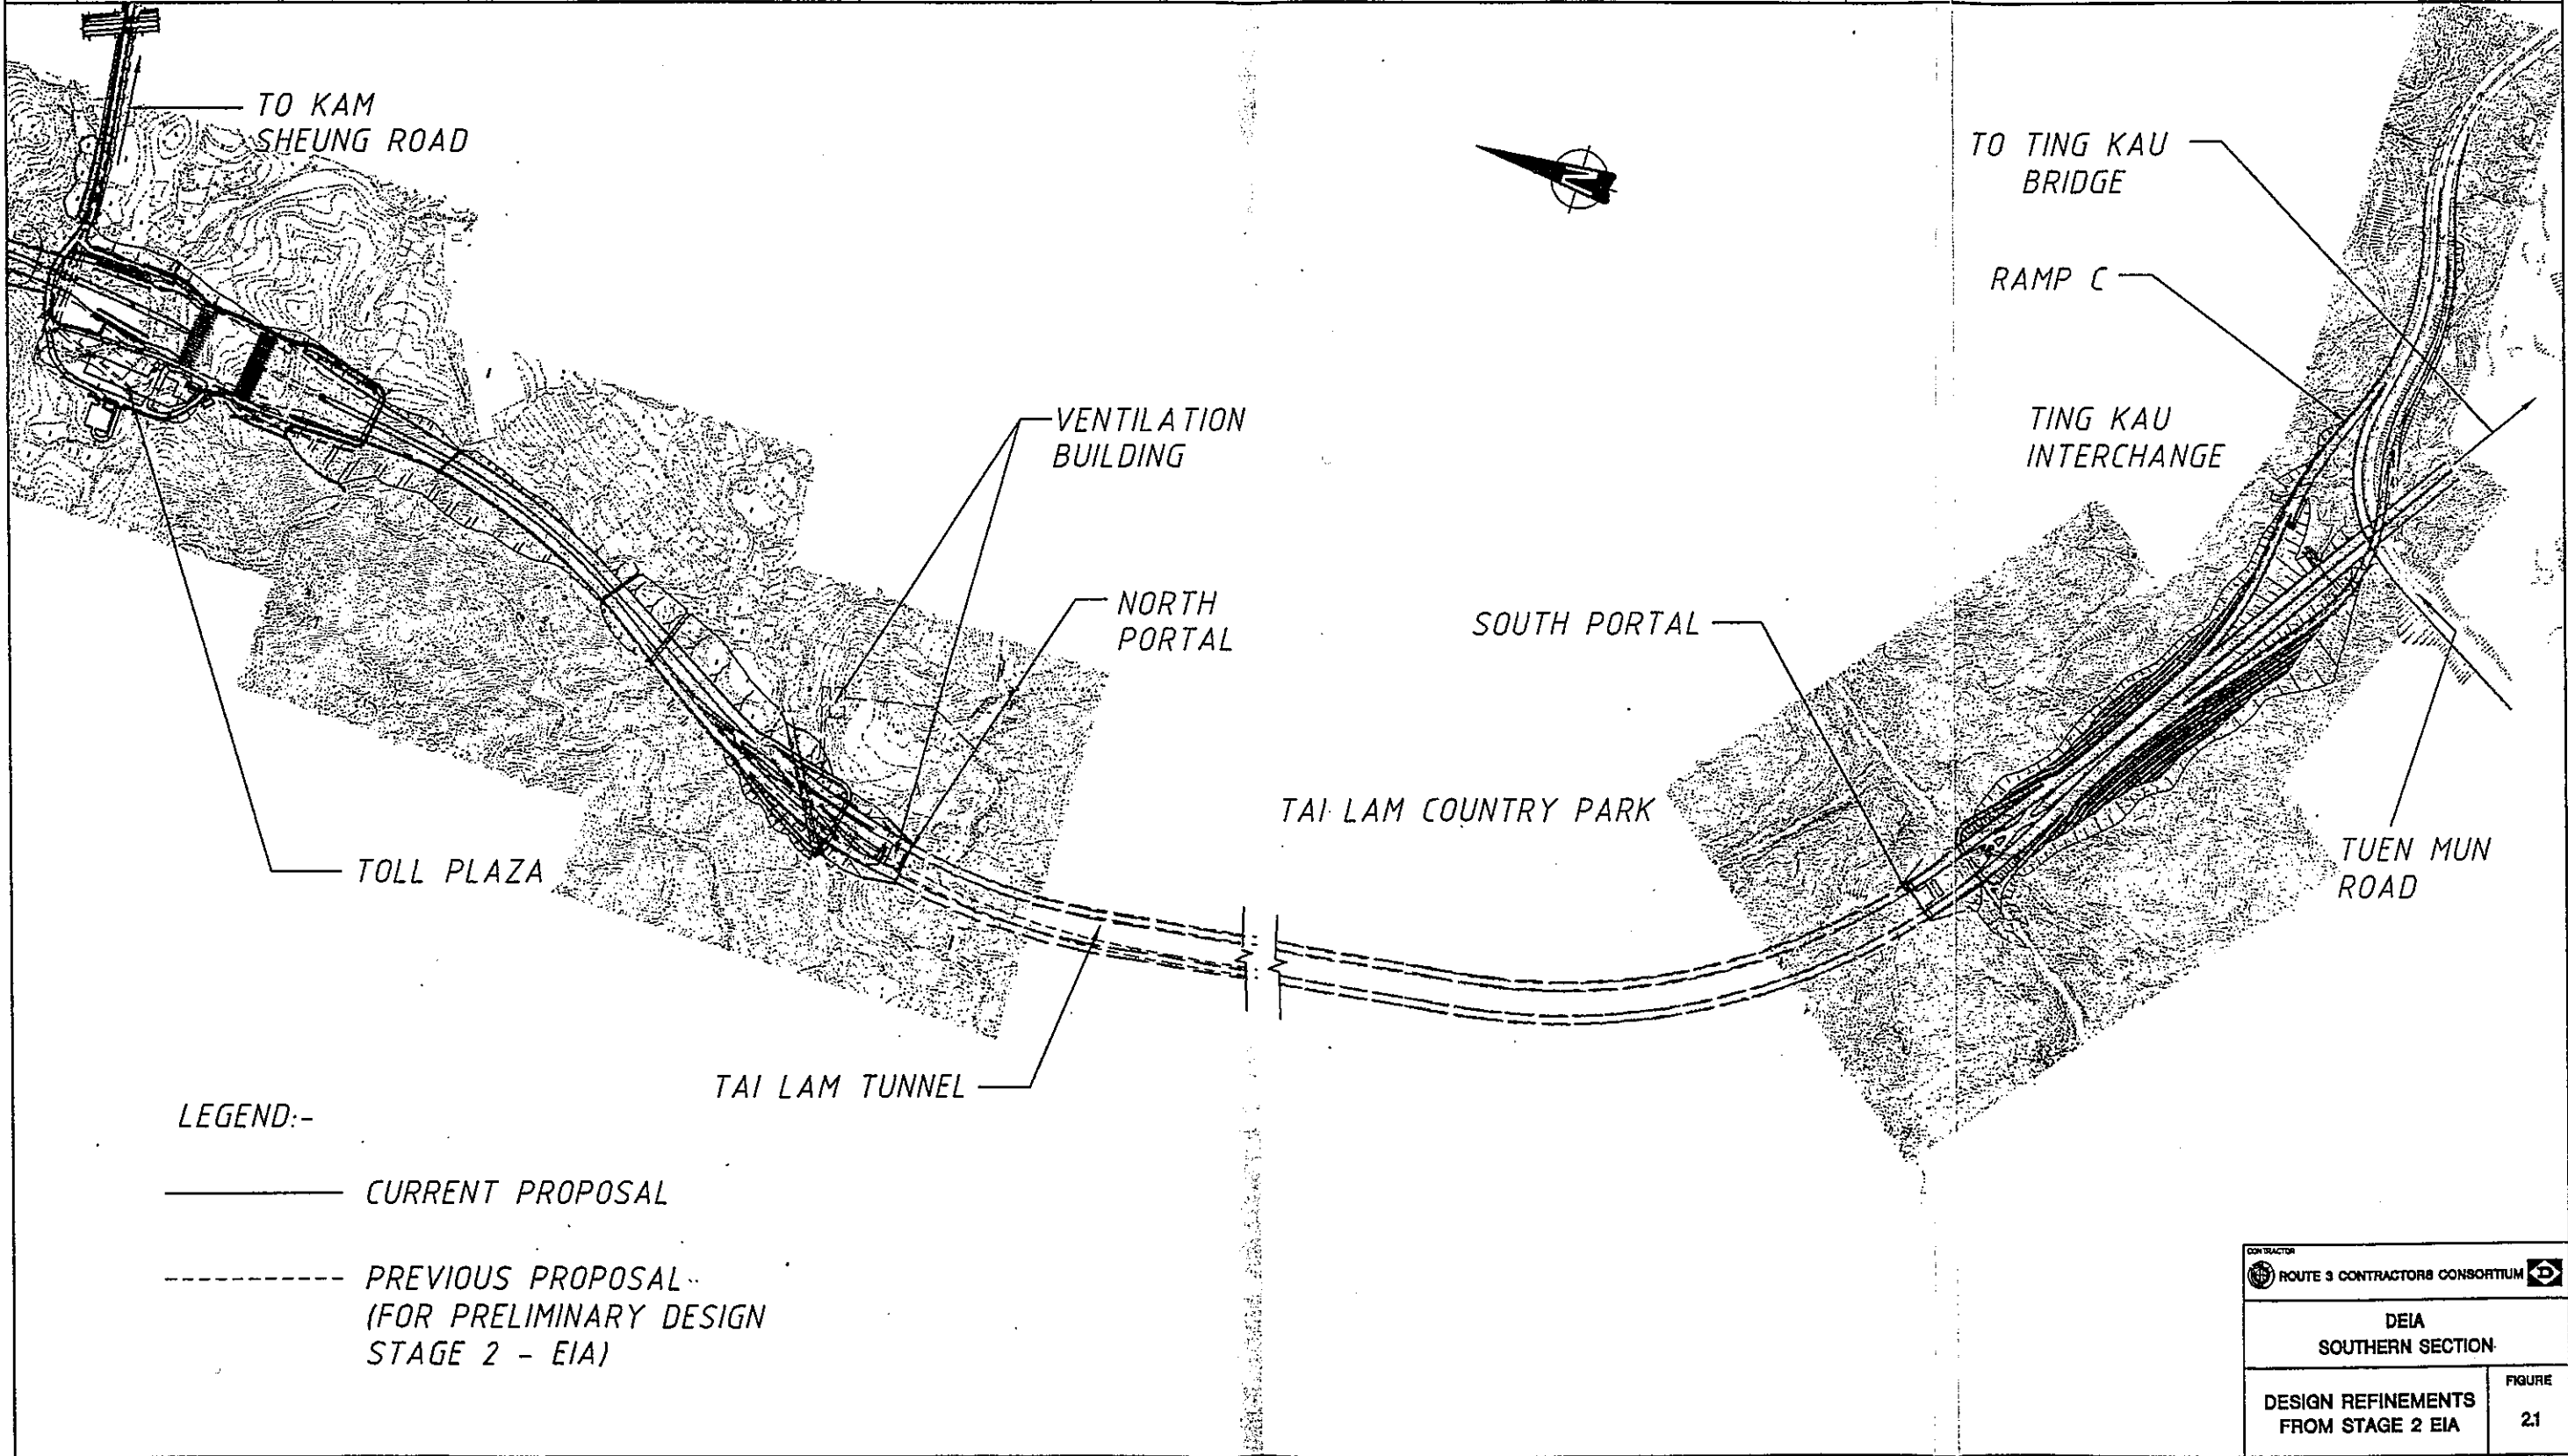 TO KAM
SHEUNG ROAD
N
TO TING KAU
BRIDGE
RAMP C
TING KAU
INTERCHANGE
VENTILATION
BUILDING
NORTH
PORTAL
SOUTH PORTAL
TAI LAM COUNTRY PARK
TUEN MUN
ROAD
TOLL PLAZA
TAI LAM TUNNEL
LEGEND:-
CURRENT PROPOSAL
PREVIOUS PROPOSAL
(FOR PRELIMINARY DESIGN
STAGE 2 - EIA)
CONTRACTOR
ROUTE 3 CONTRACTORS CONSORTIUM
D
DEIA
SOUTHERN SECTION
DESIGN REFINEMENTS
FROM STAGE 2 EIA
FIGURE
2.1